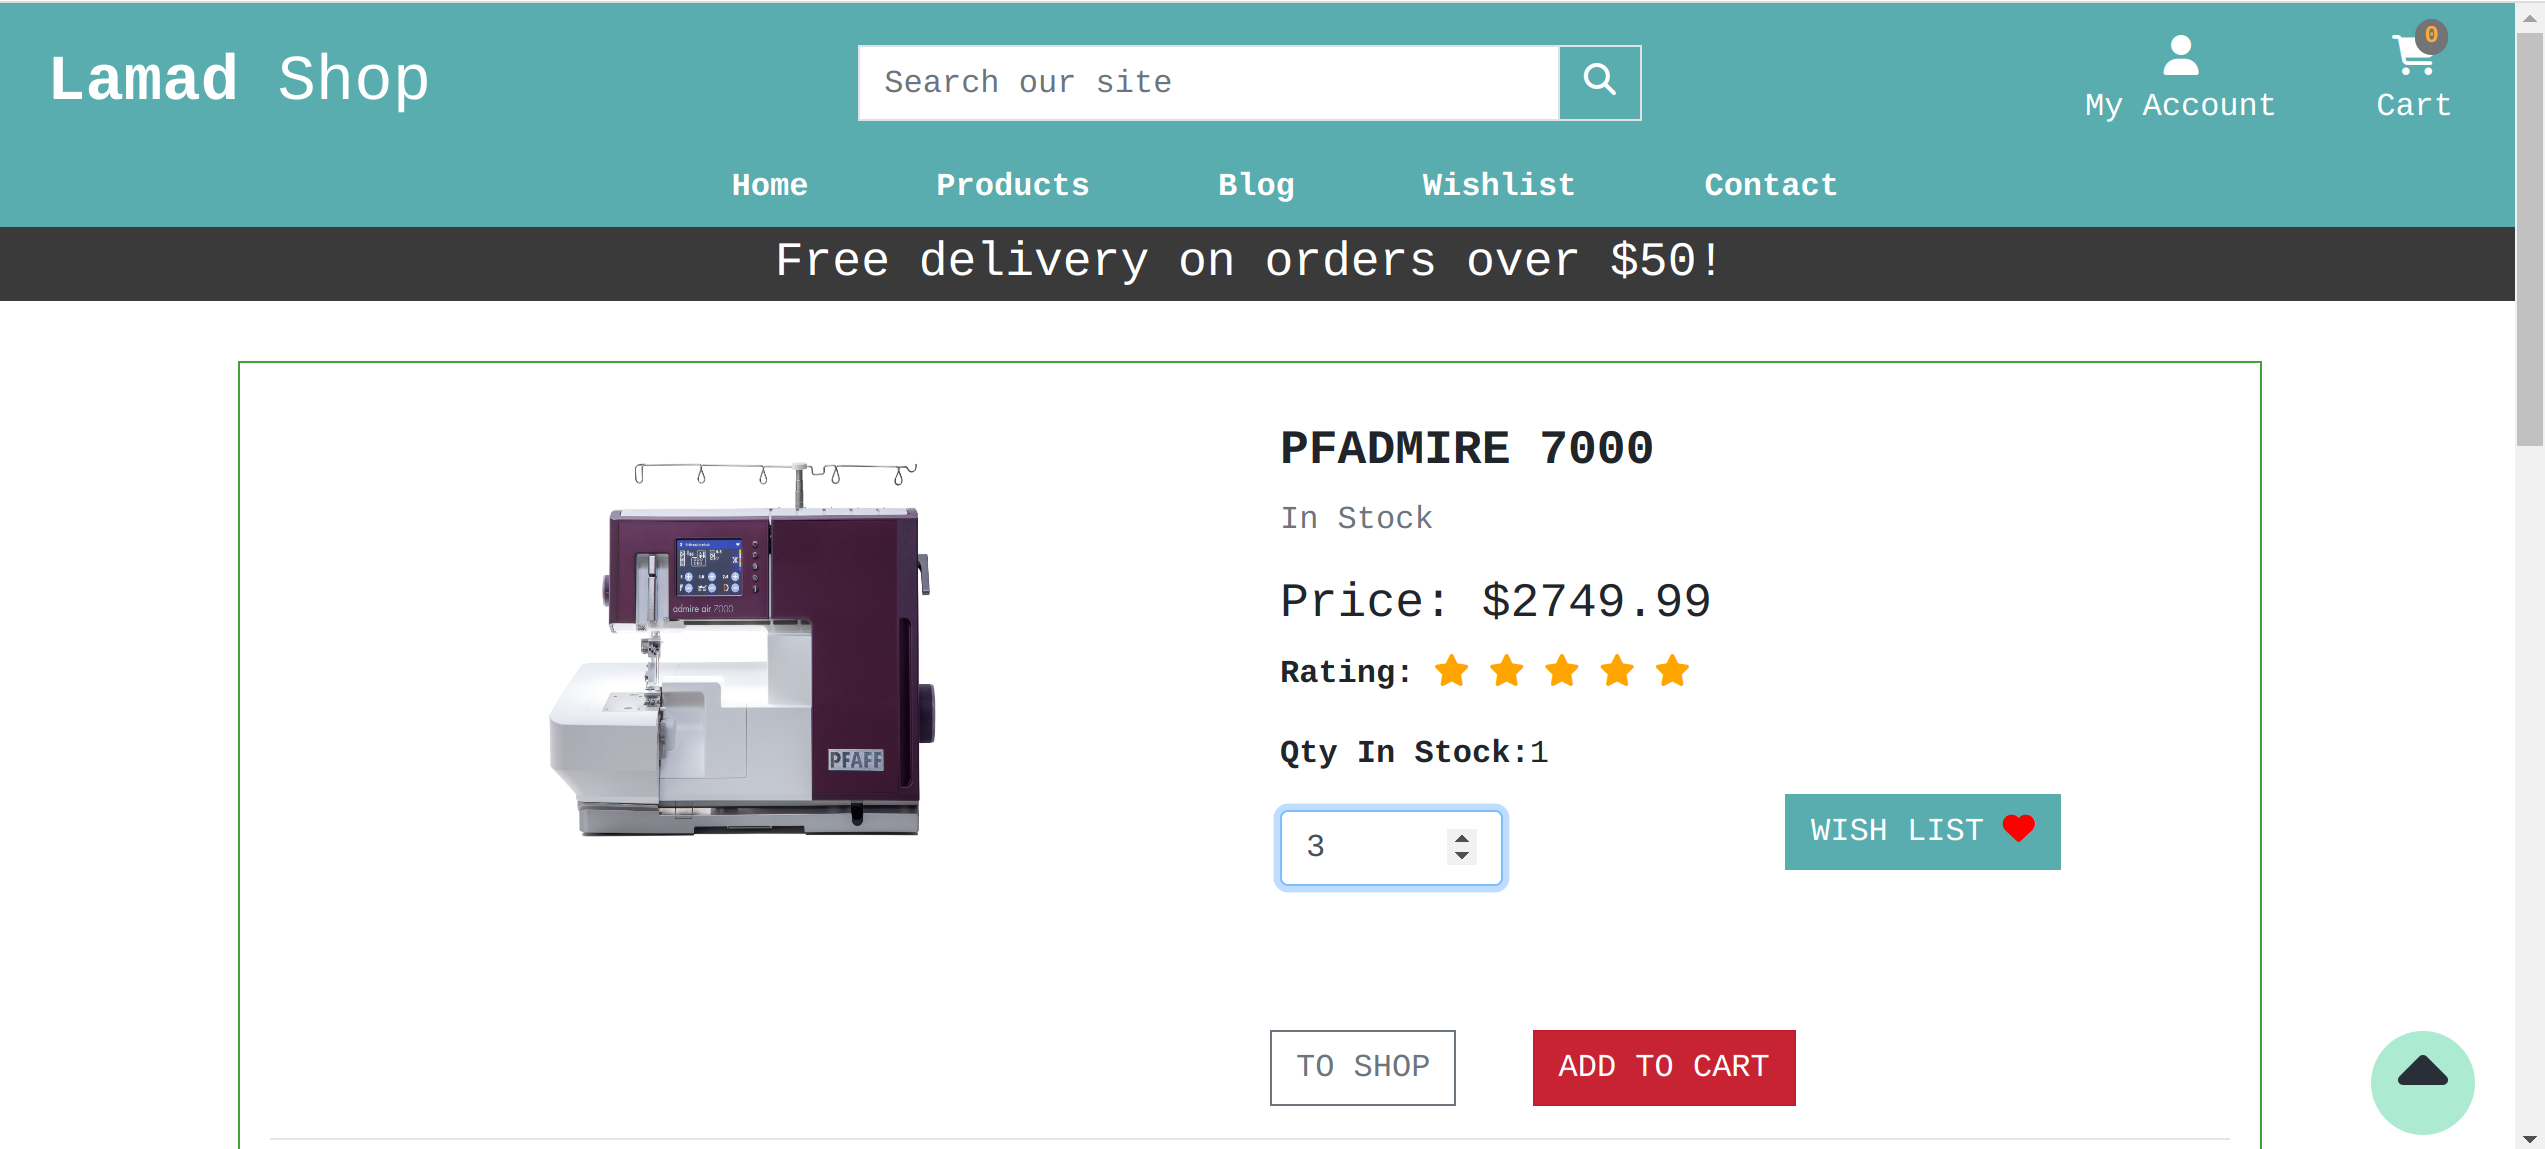 Lamad Shop
Search our site
My Account
0
Cart
Home Products Blog Wishlist Contact
Free delivery on orders over $50!
PFADMIRE 7000
In Stock
Price: $2749.99
Rating:
Qty In Stock:1
3
WISH LIST
TO SHOP
ADD TO CART
admire air 7000
PFAFF